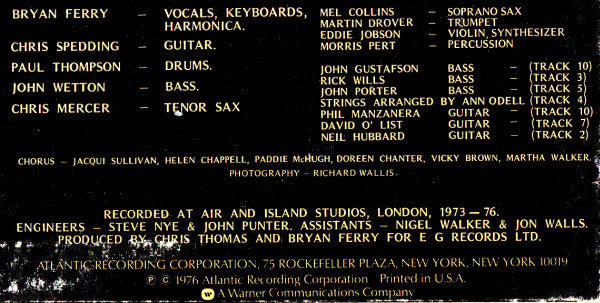 BRYAN FERRY – VOCALS, KEYBOARDS, HARMONICA.
CHRIS SPEDDING – GUITAR.
PAUL THOMPSON – DRUMS.
JOHN WETTON – BASS.
CHRIS MERCER – TENOR SAX
MEL COLLINS – SOPRANO SAX
MARTIN DROVER – TRUMPET
EDDIE JOBSON – VIOLIN, SYNTHESIZER
MORRIS PERT – PERCUSSION
JOHN GUSTAFSON BASS – (TRACK 10)
RICK WILLS BASS – (TRACK 3)
JOHN PORTER BASS – (TRACK 5)
STRINGS ARRANGED BY ANN ODELL (TRACK 4)
PHIL MANZANERA GUITAR – (TRACK 10)
DAVID O' LIST GUITAR – (TRACK 7)
NEIL HUBBARD GUITAR – (TRACK 2)
CHORUS – JACQUI SULLIVAN, HELEN CHAPPELL, PADDIE McHUGH, DOREEN CHANTER, VICKY BROWN, MARTHA WALKER.
PHOTOGRAPHY – RICHARD WALLIS.
RECORDED AT AIR AND ISLAND STUDIOS, LONDON, 1973 – 76.
ENGINEERS – STEVE NYE & JOHN PUNTER. ASSISTANTS – NIGEL WALKER & JON WALLS.
PRODUCED BY CHRIS THOMAS AND BRYAN FERRY FOR E G RECORDS LTD.
ATLANTIC RECORDING CORPORATION, 75 ROCKEFELLER PLAZA, NEW YORK, NEW YORK 10019
℗ © 1976 Atlantic Recording Corporation Printed in U.S.A.
A Warner Communications Company